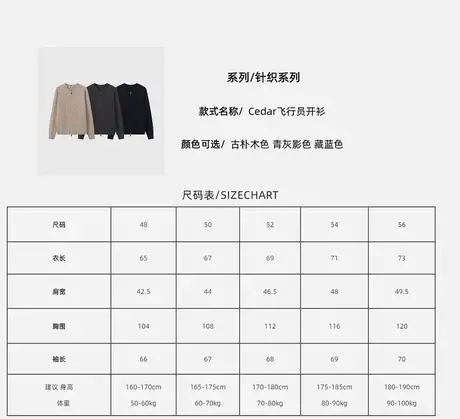 系列/针织系列
款式名称/ Cedar飞行员开衫
颜色可选/ 古朴木色 青灰影色 藏蓝色
尺码表/SIZECHART
尺码 48 50 52 54 56
衣长 65 67 69 71 73
肩宽 42.5 44 46.5 48 49.5
胸围 104 108 112 116 120
袖长 66 67 68 69 70
建议 身高 160-170cm 165-175cm 170-180cm 175-185cm 180-190cm
体重 50-60kg 60-70kg 70-80kg 80-90kg 90-100kg